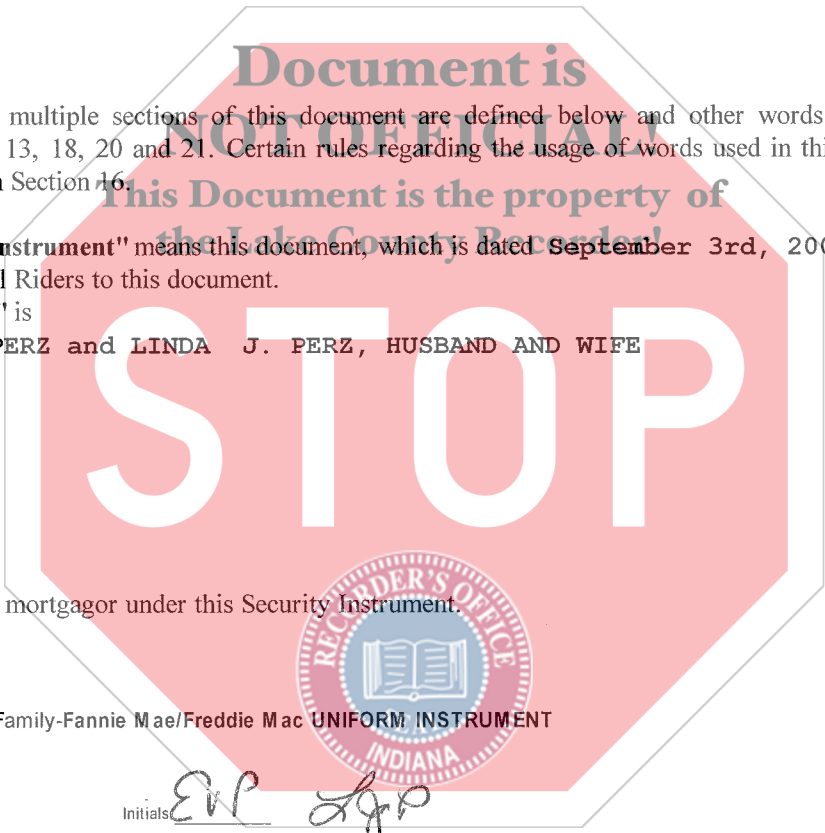 Document is
multiple sections of this document are defined below and other words
NOT OFFICIAL!
13, 18, 20 and 21. Certain rules regarding the usage of words used in thi
Section 16.
This Document is the property of
the Lake County Recorder!
nstrument" means this document, which is dated September 3rd, 200
Riders to this document.
" is
PERZ and LINDA J. PERZ, HUSBAND AND WIFE
STOP
mortgagor under this Security Instrument.
RECORDER'S OFFICE
SEAL
INDIANA
Family-Fannie Mae/Freddie Mac UNIFORM INSTRUMENT
Initials: EVP LJP